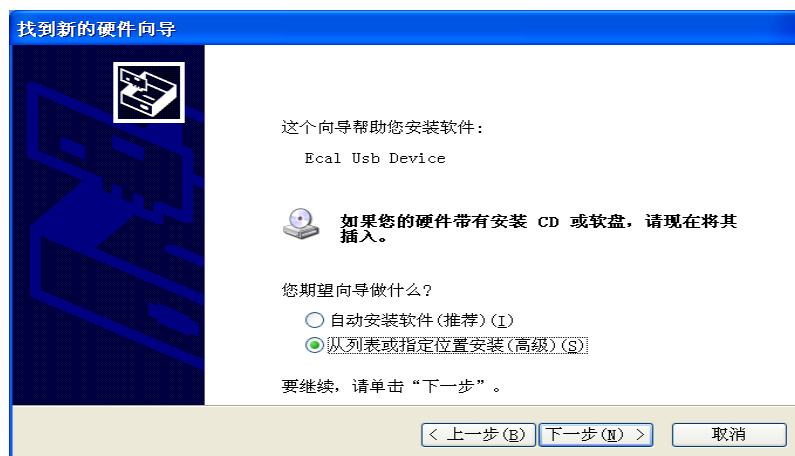 找到新的硬件向导
这个向导帮助您安装软件:
Ecal Usb Device
如果您的硬件带有安装 CD 或软盘，请现在将其
插入。
您期望向导做什么?
自动安装软件(推荐)(I)
从列表或指定位置安装(高级)(S)
要继续，请单击“下一步”。
< 上一步(B) 下一步(N) > 取消